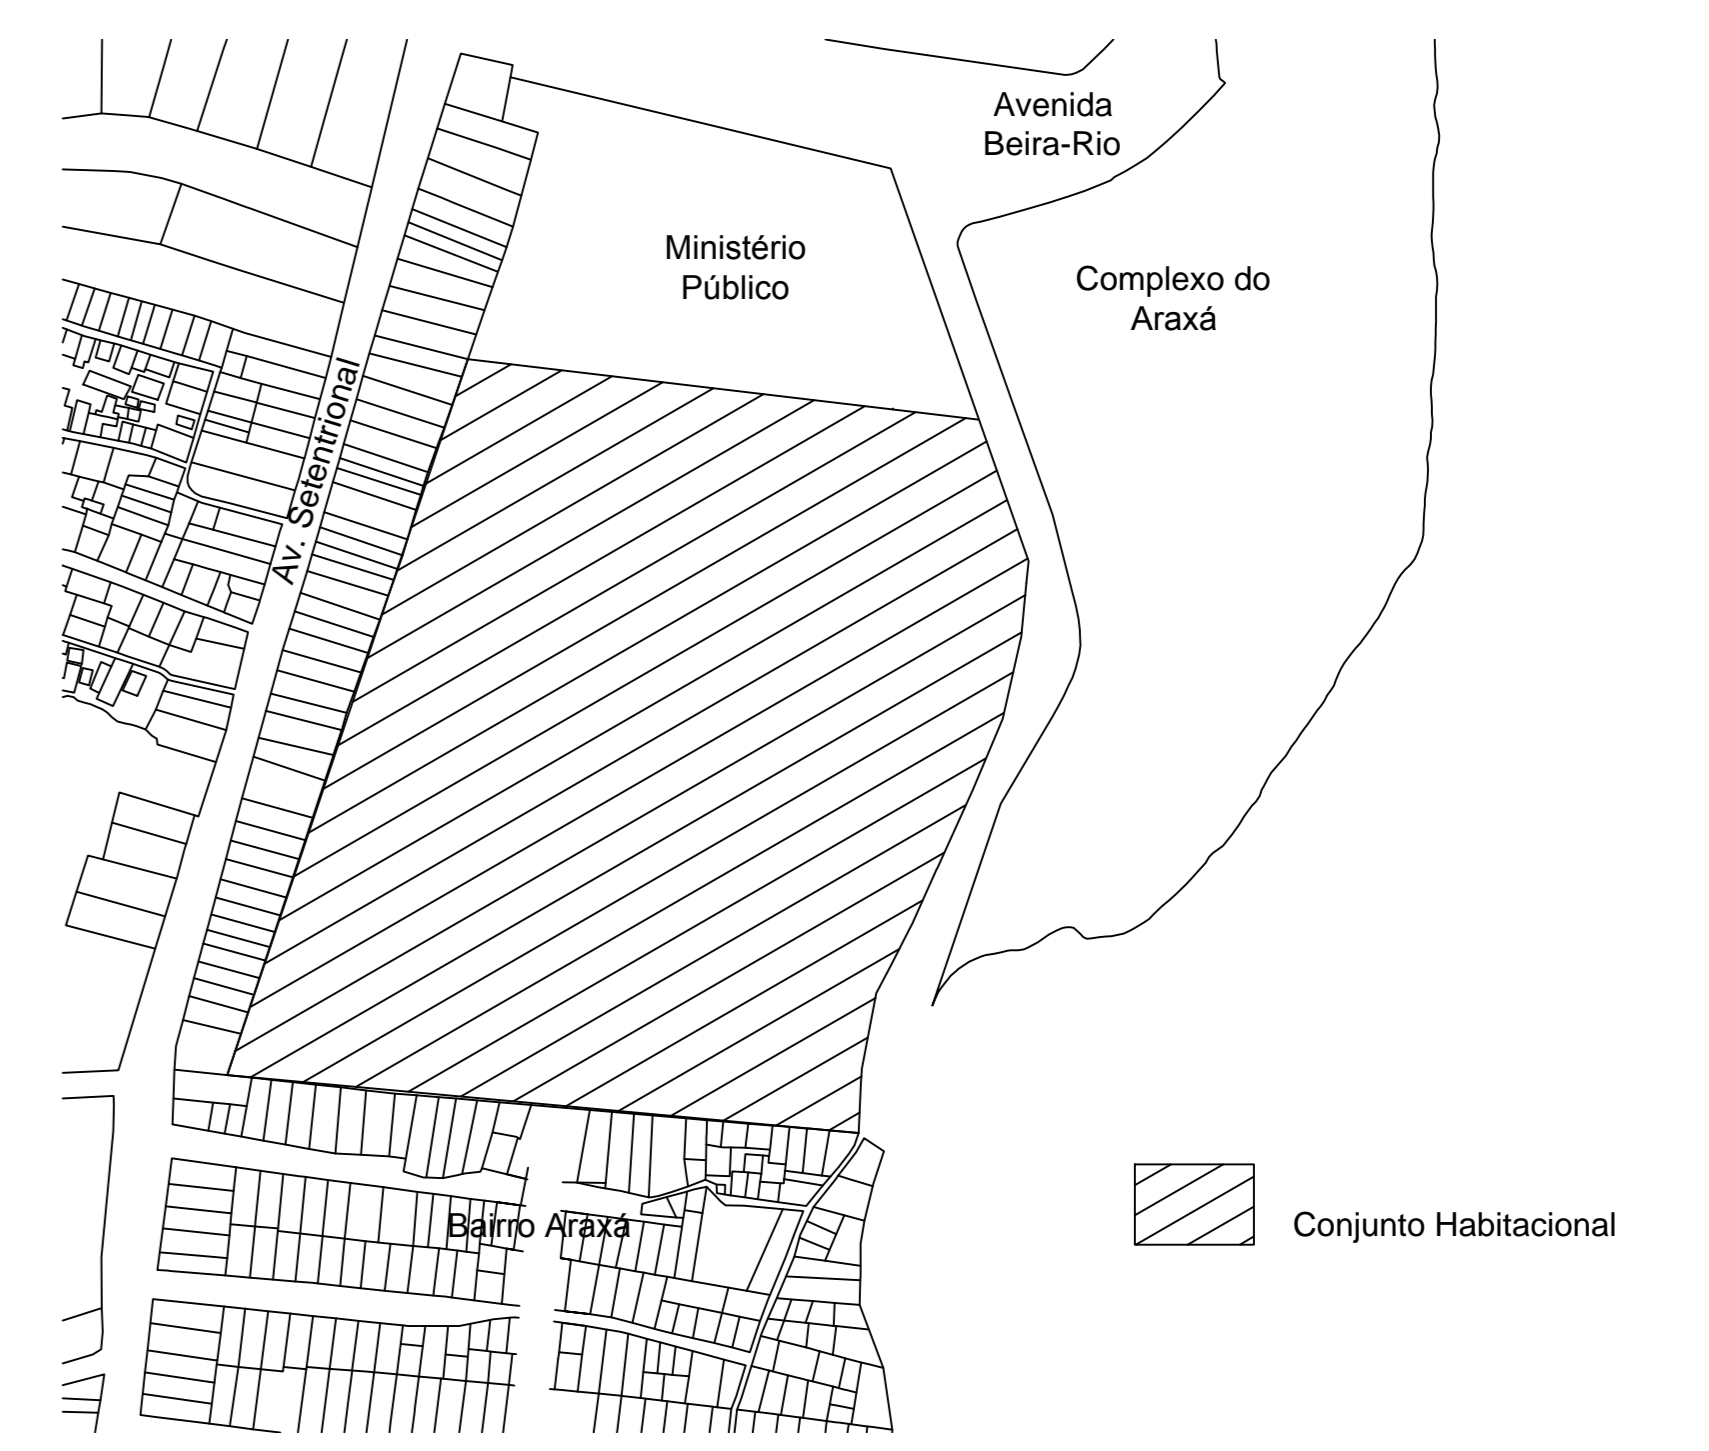 Avenida
Beira-Rio
Ministério
Público
Complexo do
Araxá
Av. Setentrional
Bairro Araxá
Conjunto Habitacional